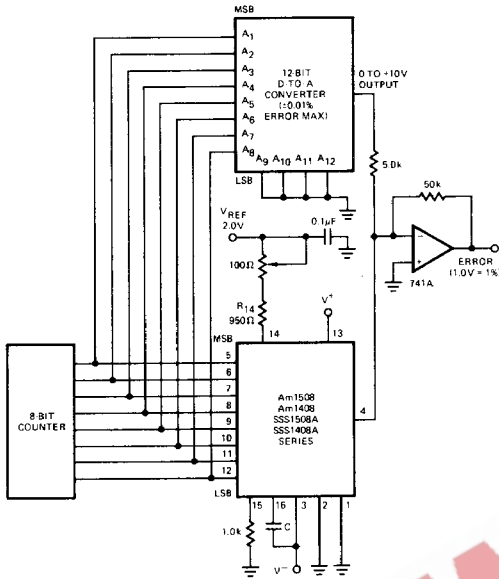 MSB
A1
A2
A3
A4
A5
A6
A7
A8
12-BIT
D-TO-A
CONVERTER
(±0.01%
ERROR MAX)
A9 A10 A11 A12
LSB
0 TO +10V
OUTPUT
5.0k
50k
VREF
2.0V
0.1µF
100Ω
R14
950Ω
V+
741A
ERROR
(1.0V = 1%)
14
13
MSB
5
6
7
8
9
10
11
12
LSB
8-BIT
COUNTER
Am1508
Am1408
SSS1508A
SSS1408A
SERIES
4
15 16 3 2 1
1.0k
C
V−